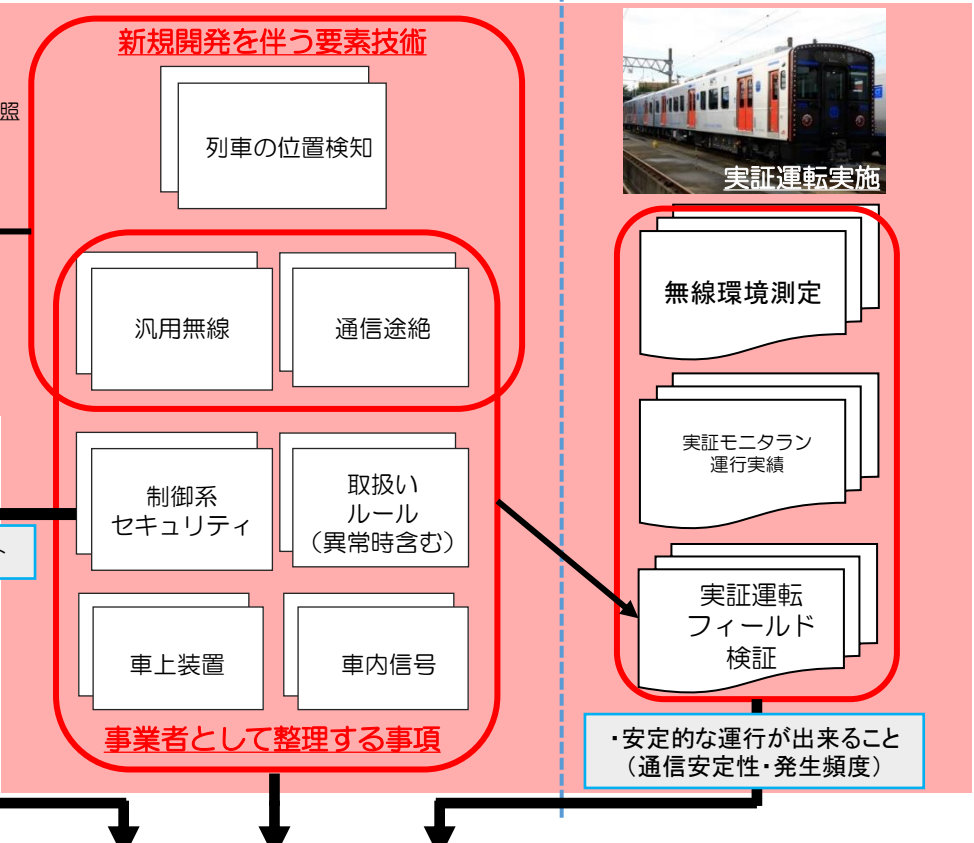 新規開発を伴う要素技術
照
列車の位置検知
汎用無線
通信途絶
制御系
セキュリティ
取扱い
ルール
（異常時含む）
車上装置
車内信号
事業者として整理する事項
実証運転実施
無線環境測定
実証モニタラン
運行実績
実証運転
フィールド
検証
・安定的な運行が出来ること
（通信安定性・発生頻度）